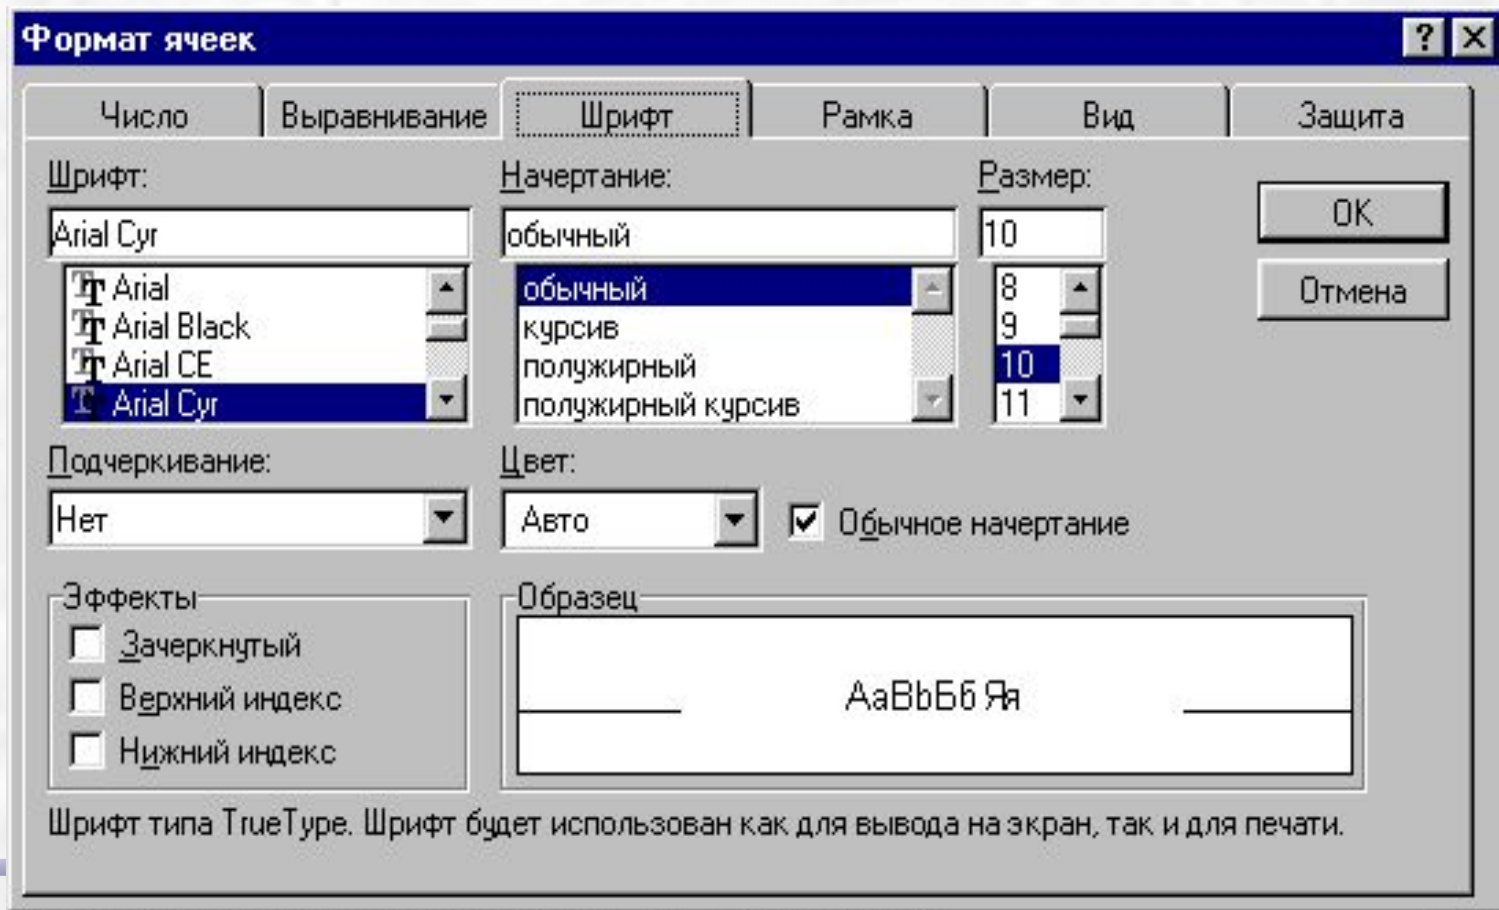 Формат ячеек
Число Выравнивание Шрифт Рамка Вид Защита
Шрифт: Начертание: Размер:
Arial Cyr обычный 10 OK
Arial обычный 8 Отмена
Arial Black курсив 9
Arial CE полужирный 10
Arial Cyr полужирный курсив 11
Подчеркивание: Цвет:
Нет Авто Обычное начертание
Эффекты Образец
Зачеркнутый
Верхний индекс АаВbБбЯя
Нижний индекс
Шрифт типа TrueType. Шрифт будет использован как для вывода на экран, так и для печати.